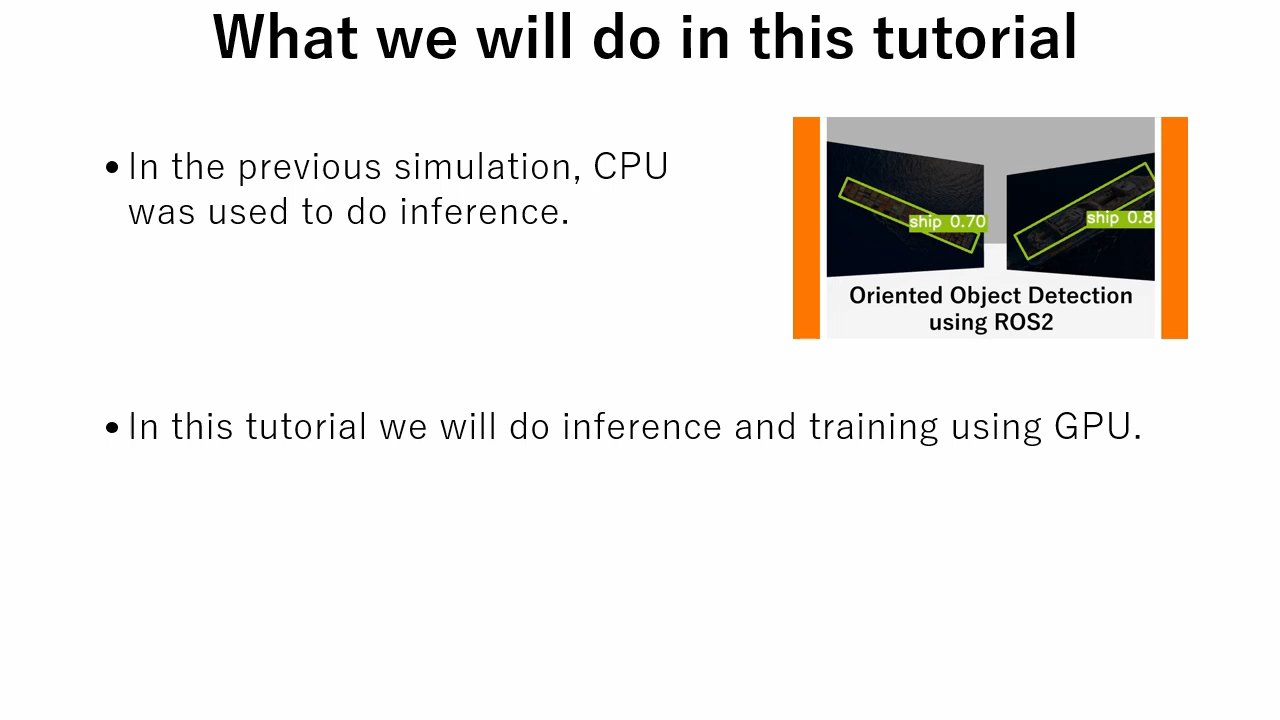 What we will do in this tutorial
•In the previous simulation, CPU
was used to do inference.
ship 0.70
ship 0.8
Oriented Object Detection
using ROS2
•In this tutorial we will do inference and training using GPU.